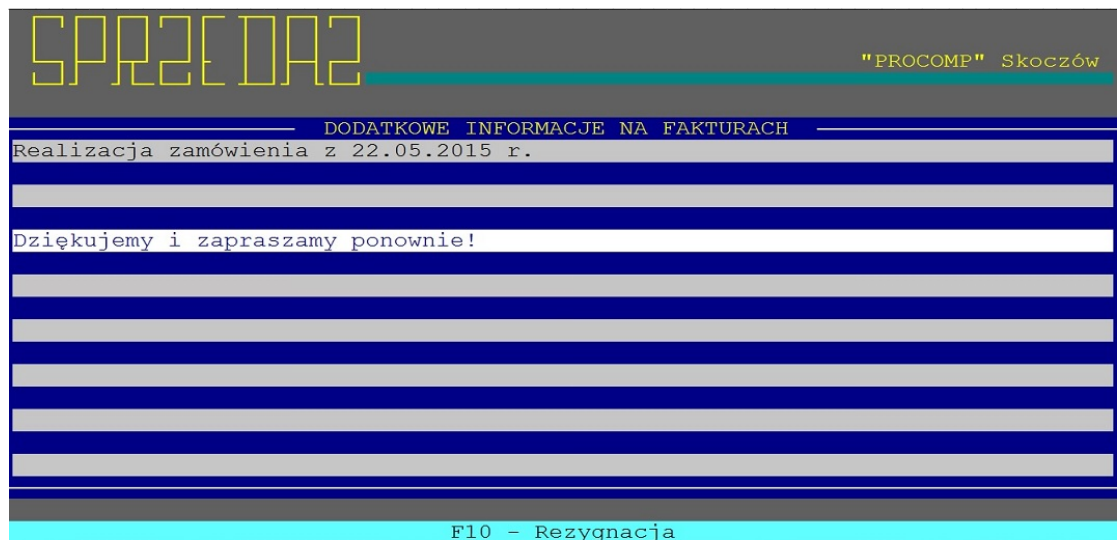 SPRZEDAŻ
"PROCOMP" Skoczów
DODATKOWE INFORMACJE NA FAKTURACH
Realizacja zamówienia z 22.05.2015 r.
Dziękujemy i zapraszamy ponownie!
F10 - Rezygnacja